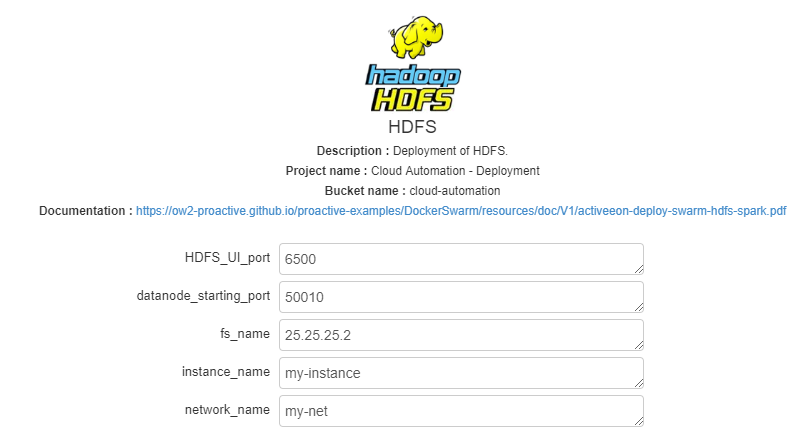 hadoop
HDFS
HDFS
Description : Deployment of HDFS.
Project name : Cloud Automation - Deployment
Bucket name : cloud-automation
Documentation : https://ow2-proactive.github.io/proactive-examples/DockerSwarm/resources/doc/V1/activeeon-deploy-swarm-hdfs-spark.pdf
HDFS_UI_port 6500
datanode_starting_port 50010
fs_name 25.25.25.2
instance_name my-instance
network_name my-net